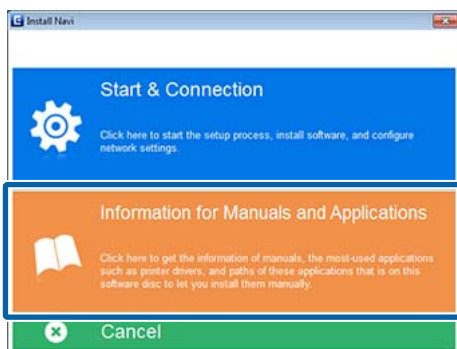 Install Navi
Start & Connection
Click here to start the setup process, install software, and configure
network settings.
Information for Manuals and Applications
Click here to get the information of manuals, the most-used applications
such as printer drivers, and paths of these applications that is on this
software disc to let you install them manually.
Cancel